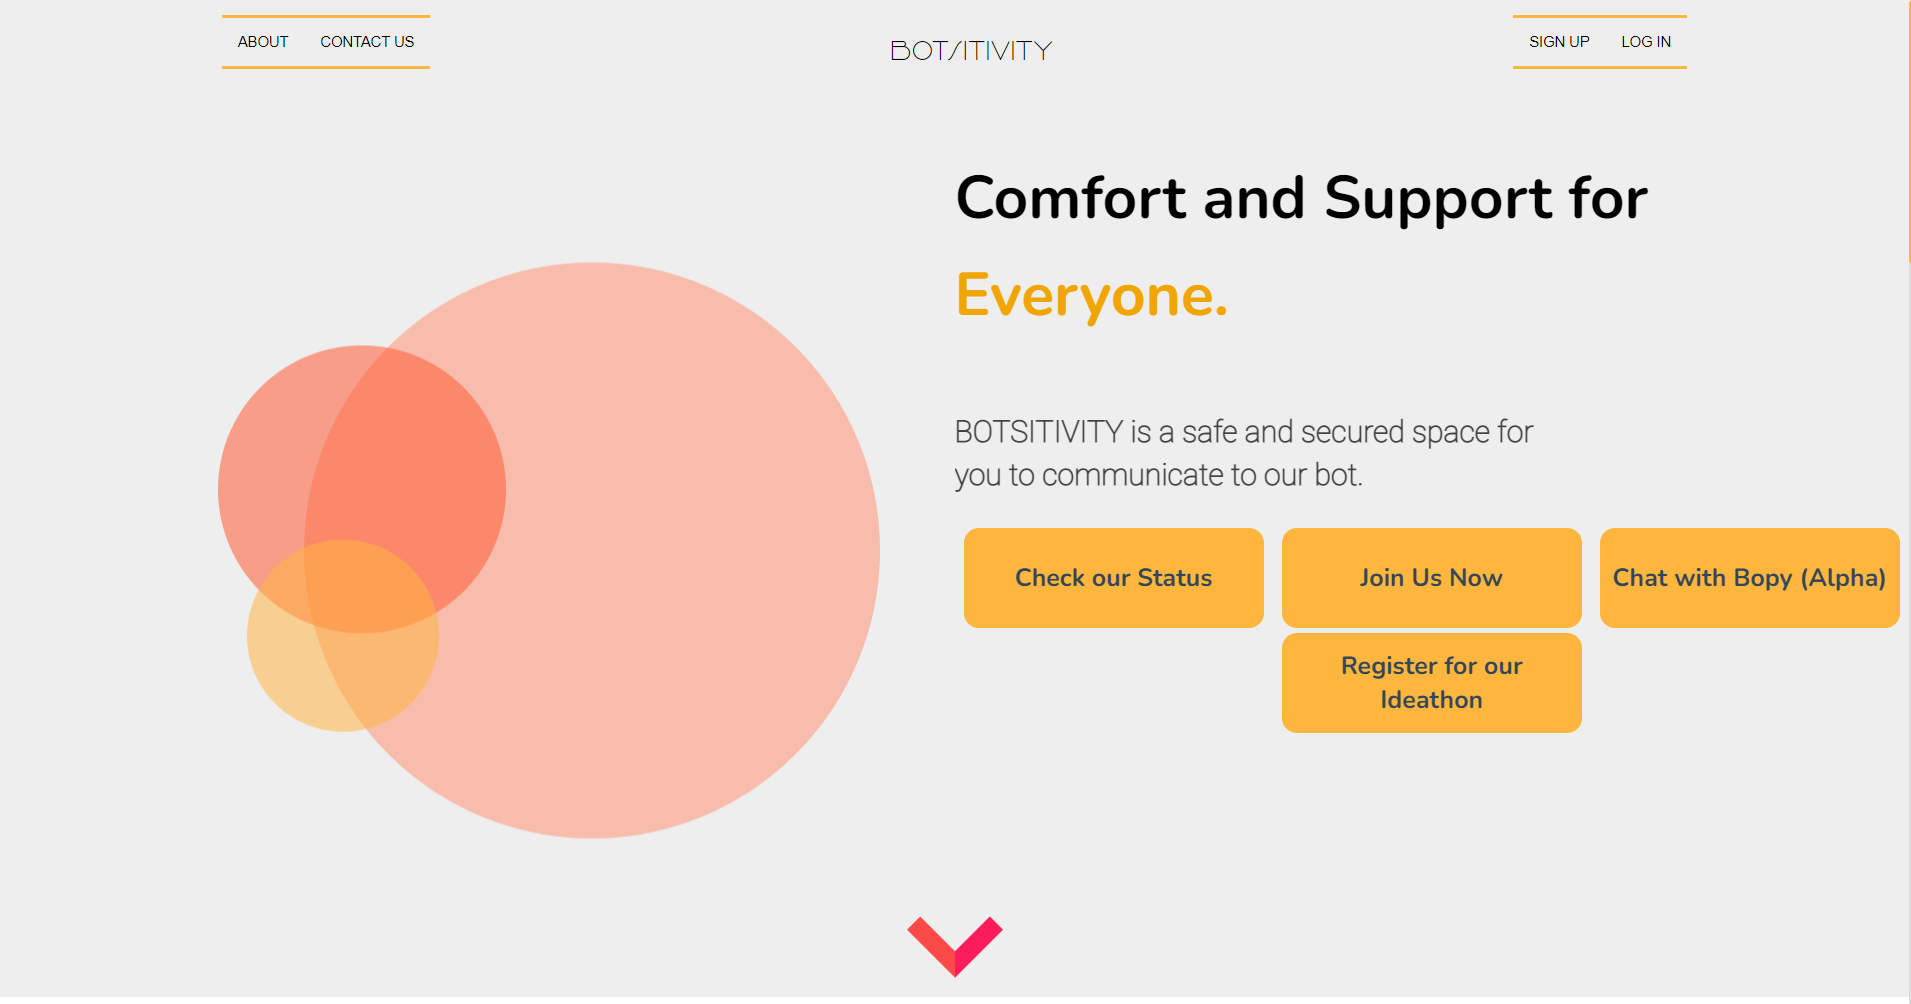 ABOUT CONTACT US
BOTSITIVITY
SIGN UP LOG IN
Comfort and Support for
Everyone.
BOTSITIVITY is a safe and secured space for
you to communicate to our bot.
Check our Status
Join Us Now
Chat with Bopy (Alpha)
Register for our
Ideathon